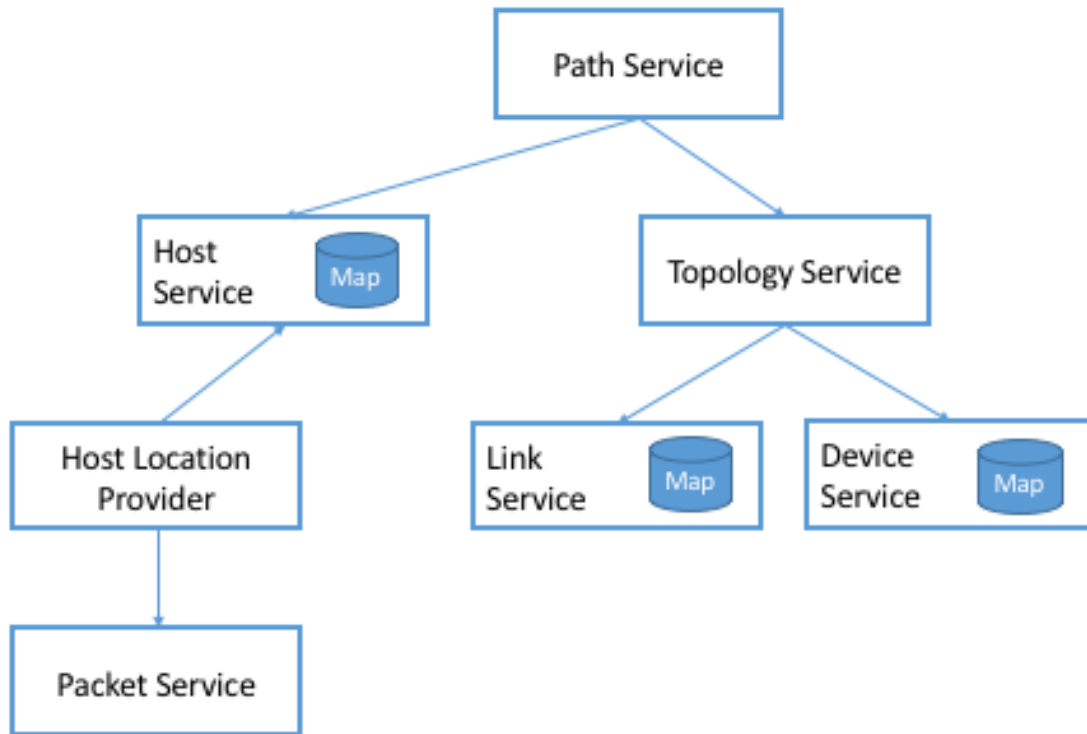 Path Service
Host
Service
Map
Topology Service
Host Location
Provider
Link
Service
Map
Device
Service
Map
Packet Service